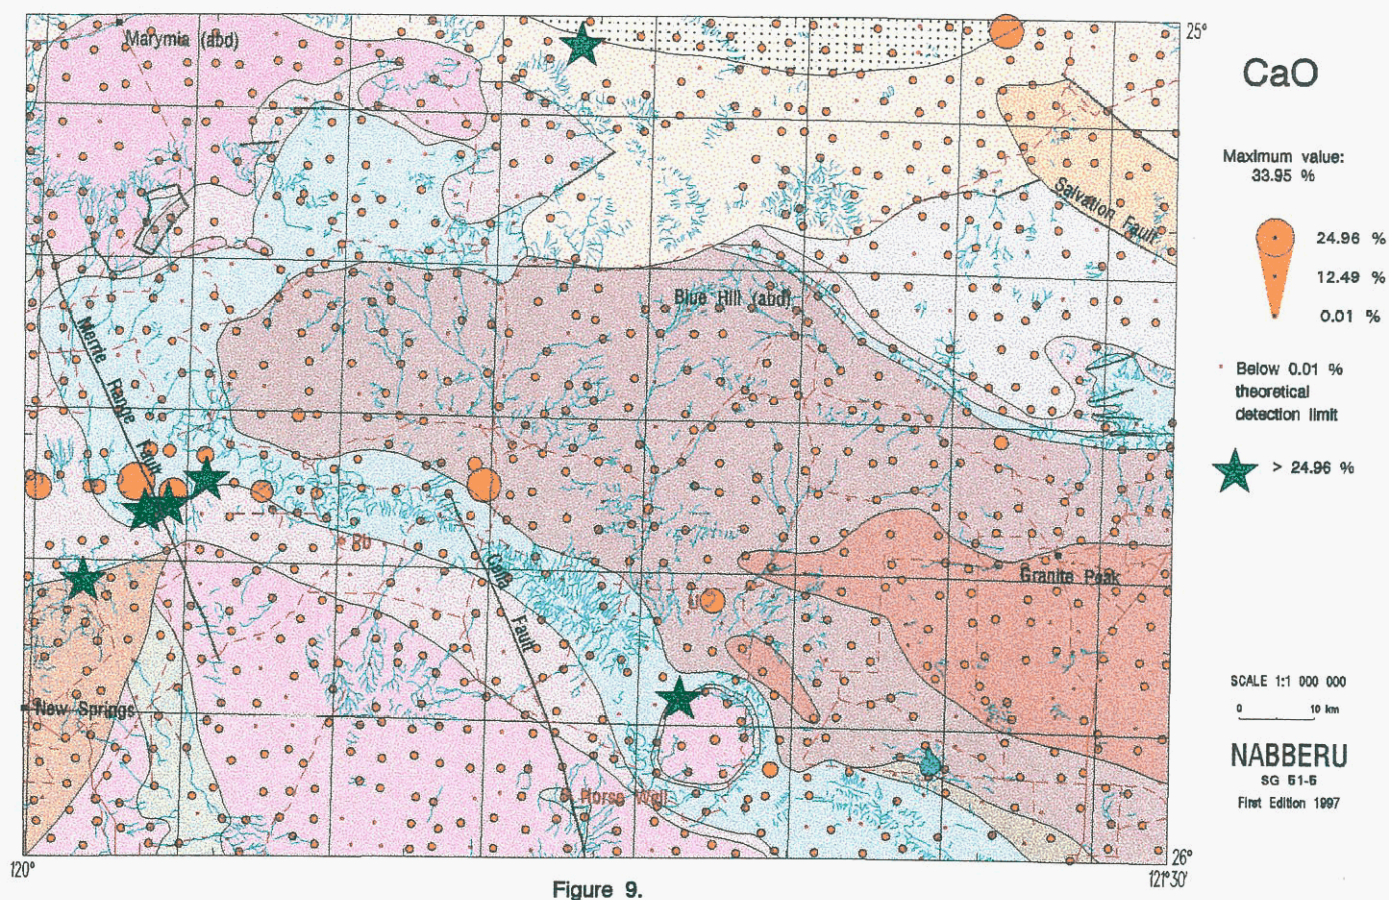 25°
Marymia (abd)
CaO
Maximum value:
33.95 %
Salvation Fault
24.96 %
12.49 %
0.01 %
Blue Hill (abd)
Merrie Range Fault
Below 0.01 %
theoretical
detection limit
> 24.96 %
Celia Fault
Granite Peak
New Springs
SCALE 1:1 000 000
0 10 km
NABBERU
SG 51-5
First Edition 1997
Horse Well
120°
26°
121°30'
Figure 9.